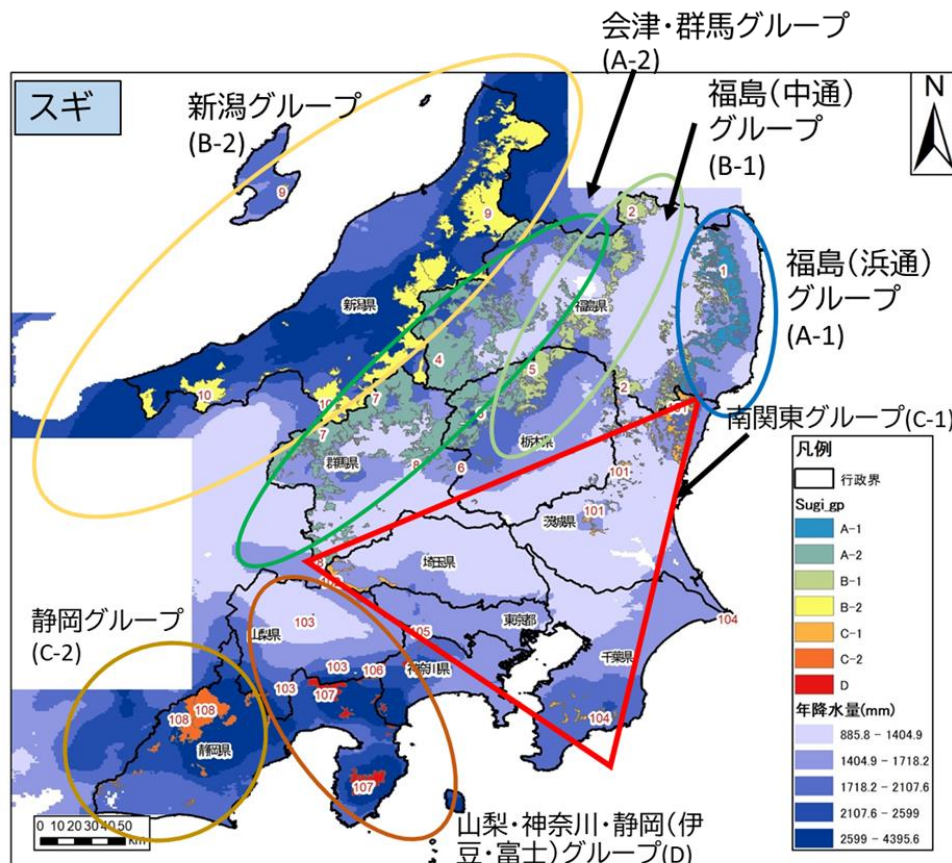 会津・群馬グループ
(A-2)
福島(中通)
グループ
(B-1)
スギ
新潟グループ
(B-2)
N
福島(浜通)
グループ
(A-1)
南関東グループ(C-1)
静岡グループ
(C-2)
山梨・神奈川・静岡(伊
豆・富士)グループ(D)
9
9
2
1
新潟県
福島県
4
5
2
10
10
7
7
群馬県
8
6
栃木県
101
101
茨城県
埼玉県
山梨県
103
東京都
105
104
千葉県
103
106
神奈川県
103
107
104
108
108
静岡県
107
0 10 20 30 40 50
Km
凡例
行政界
Sugi_gp
A-1
A-2
B-1
B-2
C-1
C-2
D
年降水量(mm)
885.8 - 1404.9
1404.9 - 1718.2
1718.2 - 2107.6
2107.6 - 2599
2599 - 4395.6